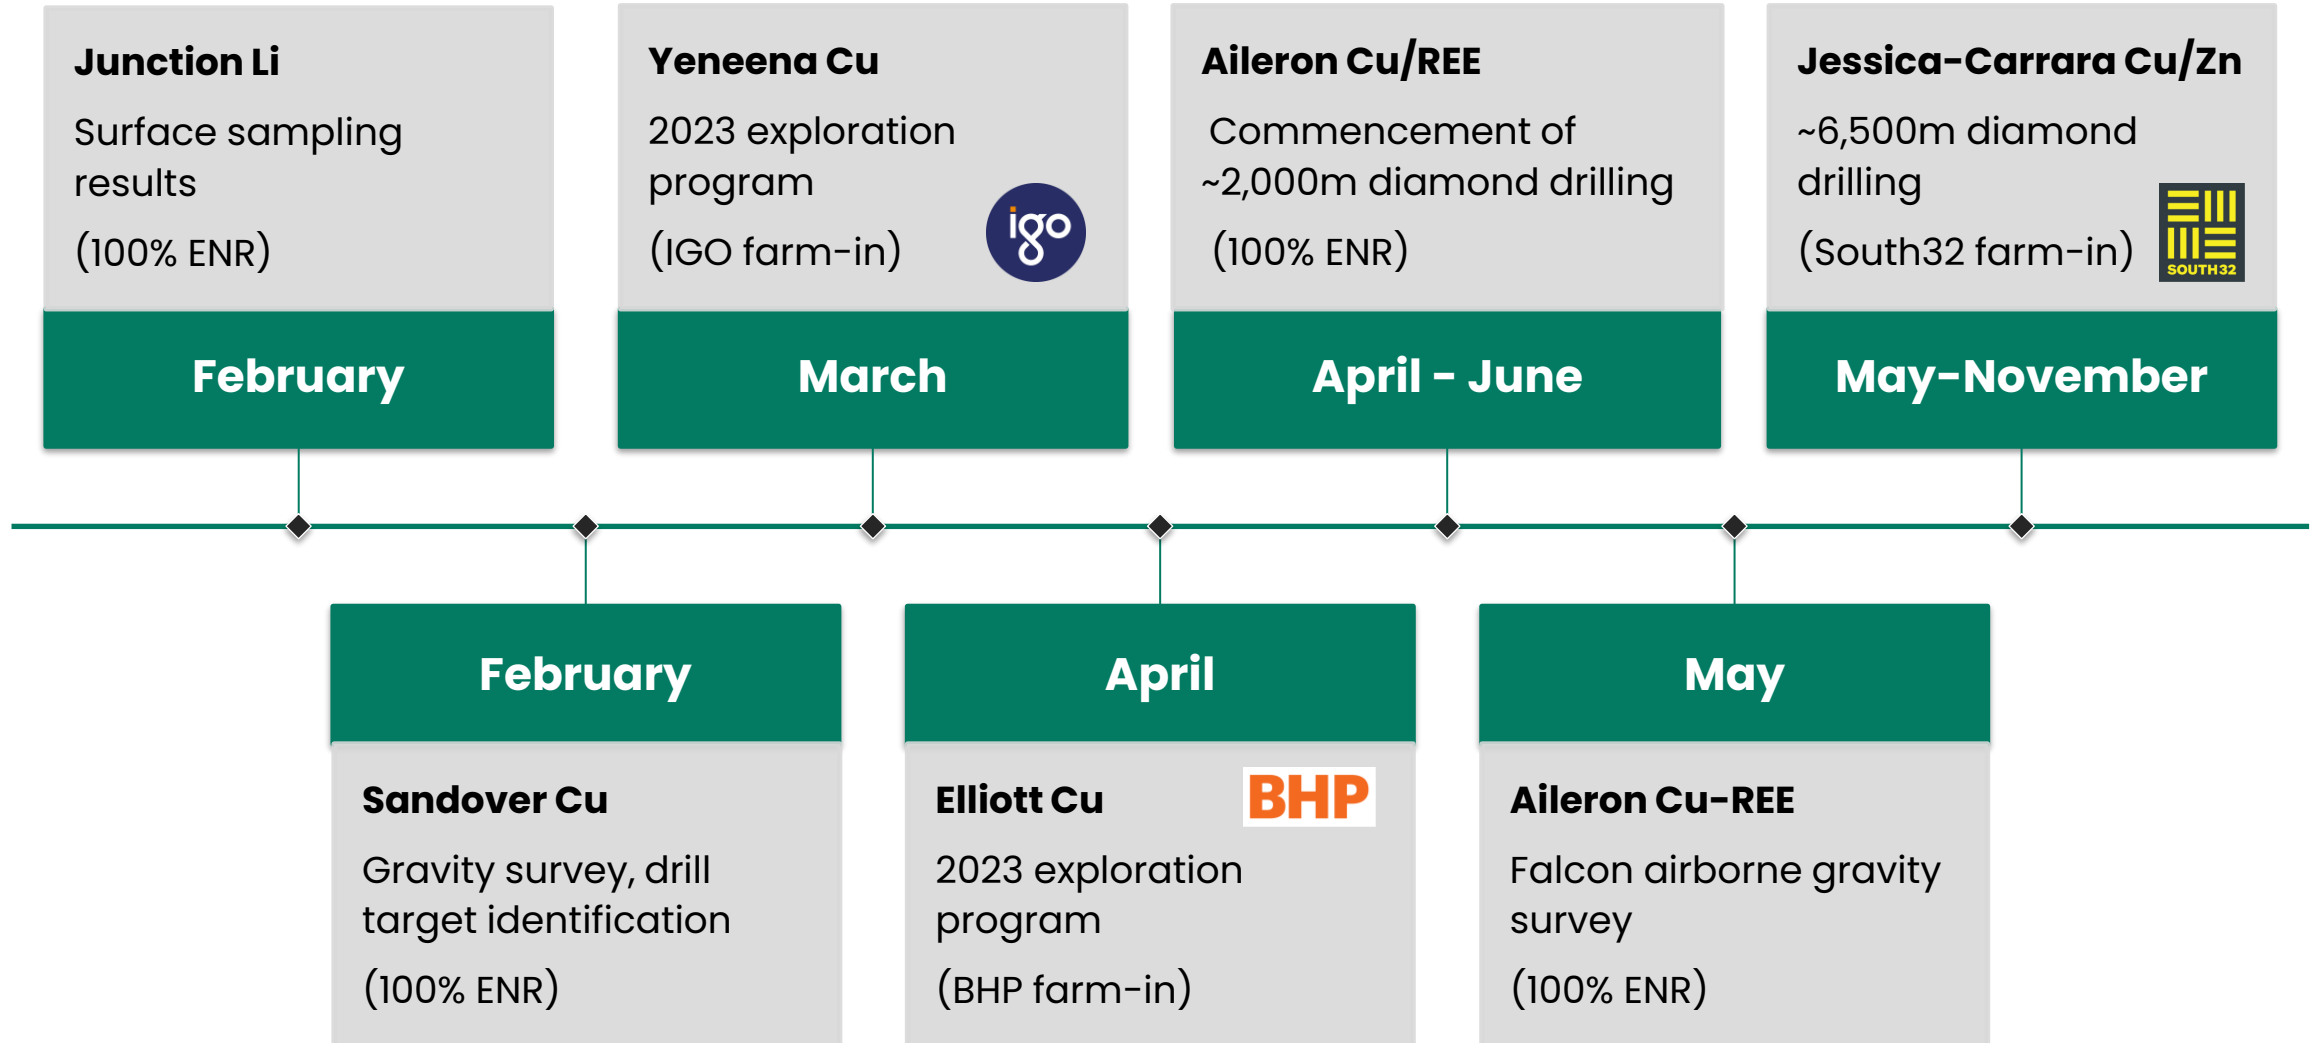 Junction Li
Surface sampling
results
(100% ENR)
February
Yeneena Cu
2023 exploration
program
(IGO farm-in)
igo
March
Aileron Cu/REE
Commencement of
~2,000m diamond drilling
(100% ENR)
April - June
Jessica-Carrara Cu/Zn
~6,500m diamond
drilling
(South32 farm-in)
SOUTH32
May-November
February
Sandover Cu
Gravity survey, drill
target identification
(100% ENR)
April
Elliott Cu
BHP
2023 exploration
program
(BHP farm-in)
May
Aileron Cu-REE
Falcon airborne gravity
survey
(100% ENR)